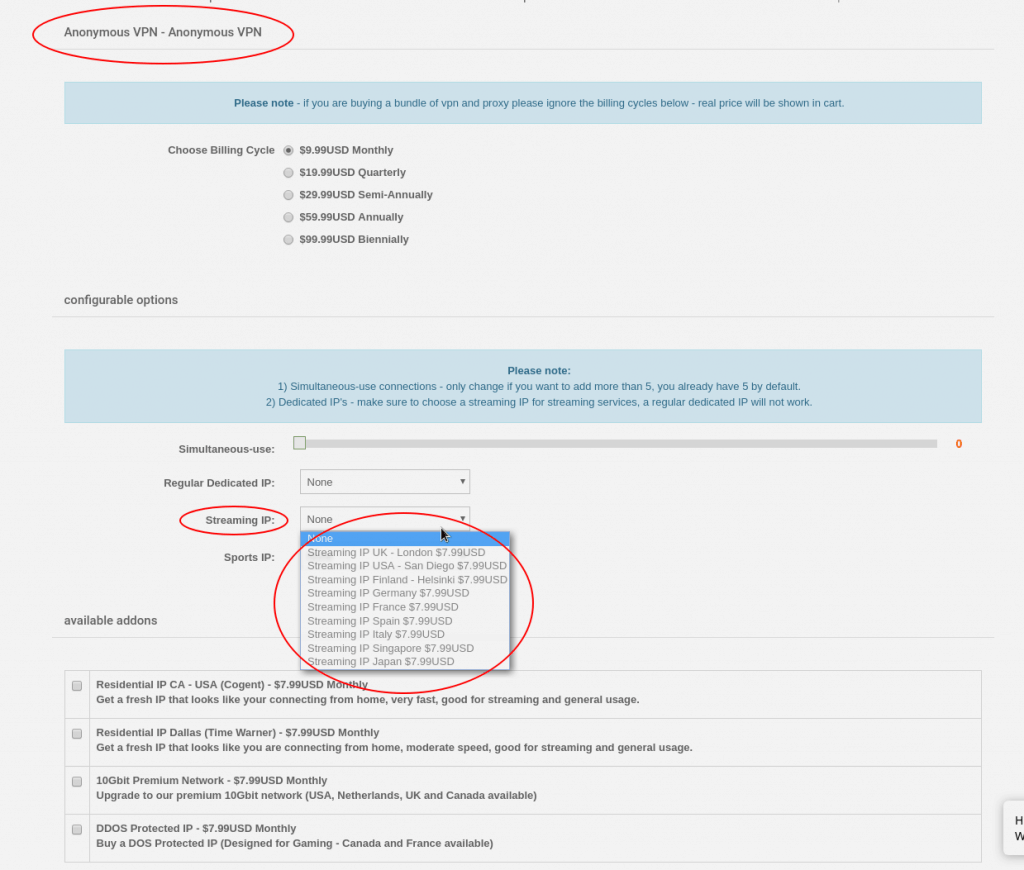 Anonymous VPN - Anonymous VPN
Please note - if you are buying a bundle of vpn and proxy please ignore the billing cycles below - real price will be shown in cart.
Choose Billing Cycle $9.99USD Monthly
$19.99USD Quarterly
$29.99USD Semi-Annually
$59.99USD Annually
$99.99USD Biennially
configurable options
Please note:
1) Simultaneous-use connections - only change if you want to add more than 5, you already have 5 by default.
2) Dedicated IP's - make sure to choose a streaming IP for streaming services, a regular dedicated IP will not work.
Simultaneous-use: 0
Regular Dedicated IP: None
Streaming IP: None
None
Streaming IP UK - London $7.99USD
Sports IP:
Streaming IP USA - San Diego $7.99USD
Streaming IP Finland - Helsinki $7.99USD
Streaming IP Germany $7.99USD
Streaming IP France $7.99USD
Streaming IP Spain $7.99USD
Streaming IP Italy $7.99USD
Streaming IP Singapore $7.99USD
Streaming IP Japan $7.99USD
available addons
Residential IP CA - USA (Cogent) - $7.99USD Monthly
Get a fresh IP that looks like your connecting from home, very fast, good for streaming and general usage.
Residential IP Dallas (Time Warner) - $7.99USD Monthly
Get a fresh IP that looks like you are connecting from home, moderate speed, good for streaming and general usage.
10Gbit Premium Network - $7.99USD Monthly
Upgrade to our premium 10Gbit network (USA, Netherlands, UK and Canada available)
DDOS Protected IP - $7.99USD Monthly
Buy a DOS Protected IP (Designed for Gaming - Canada and France available)